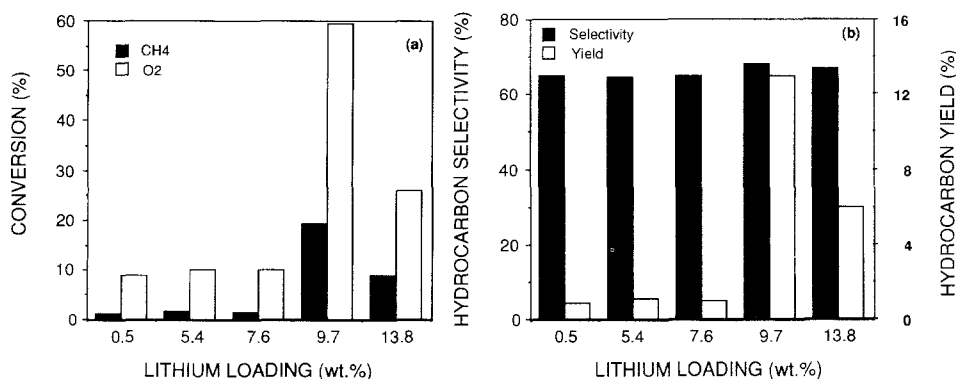 (a)
CH4
O2
CONVERSION (%)
60
50
40
30
20
10
0
0.5 5.4 7.6 9.7 13.8
LITHIUM LOADING (wt.%)
(b)
Selectivity
Yield
HYDROCARBON SELECTIVITY (%)
80
60
40
20
0
0.5 5.4 7.6 9.7 13.8
LITHIUM LOADING (wt.%)
16
12
8
4
0
HYDROCARBON YIELD (%)